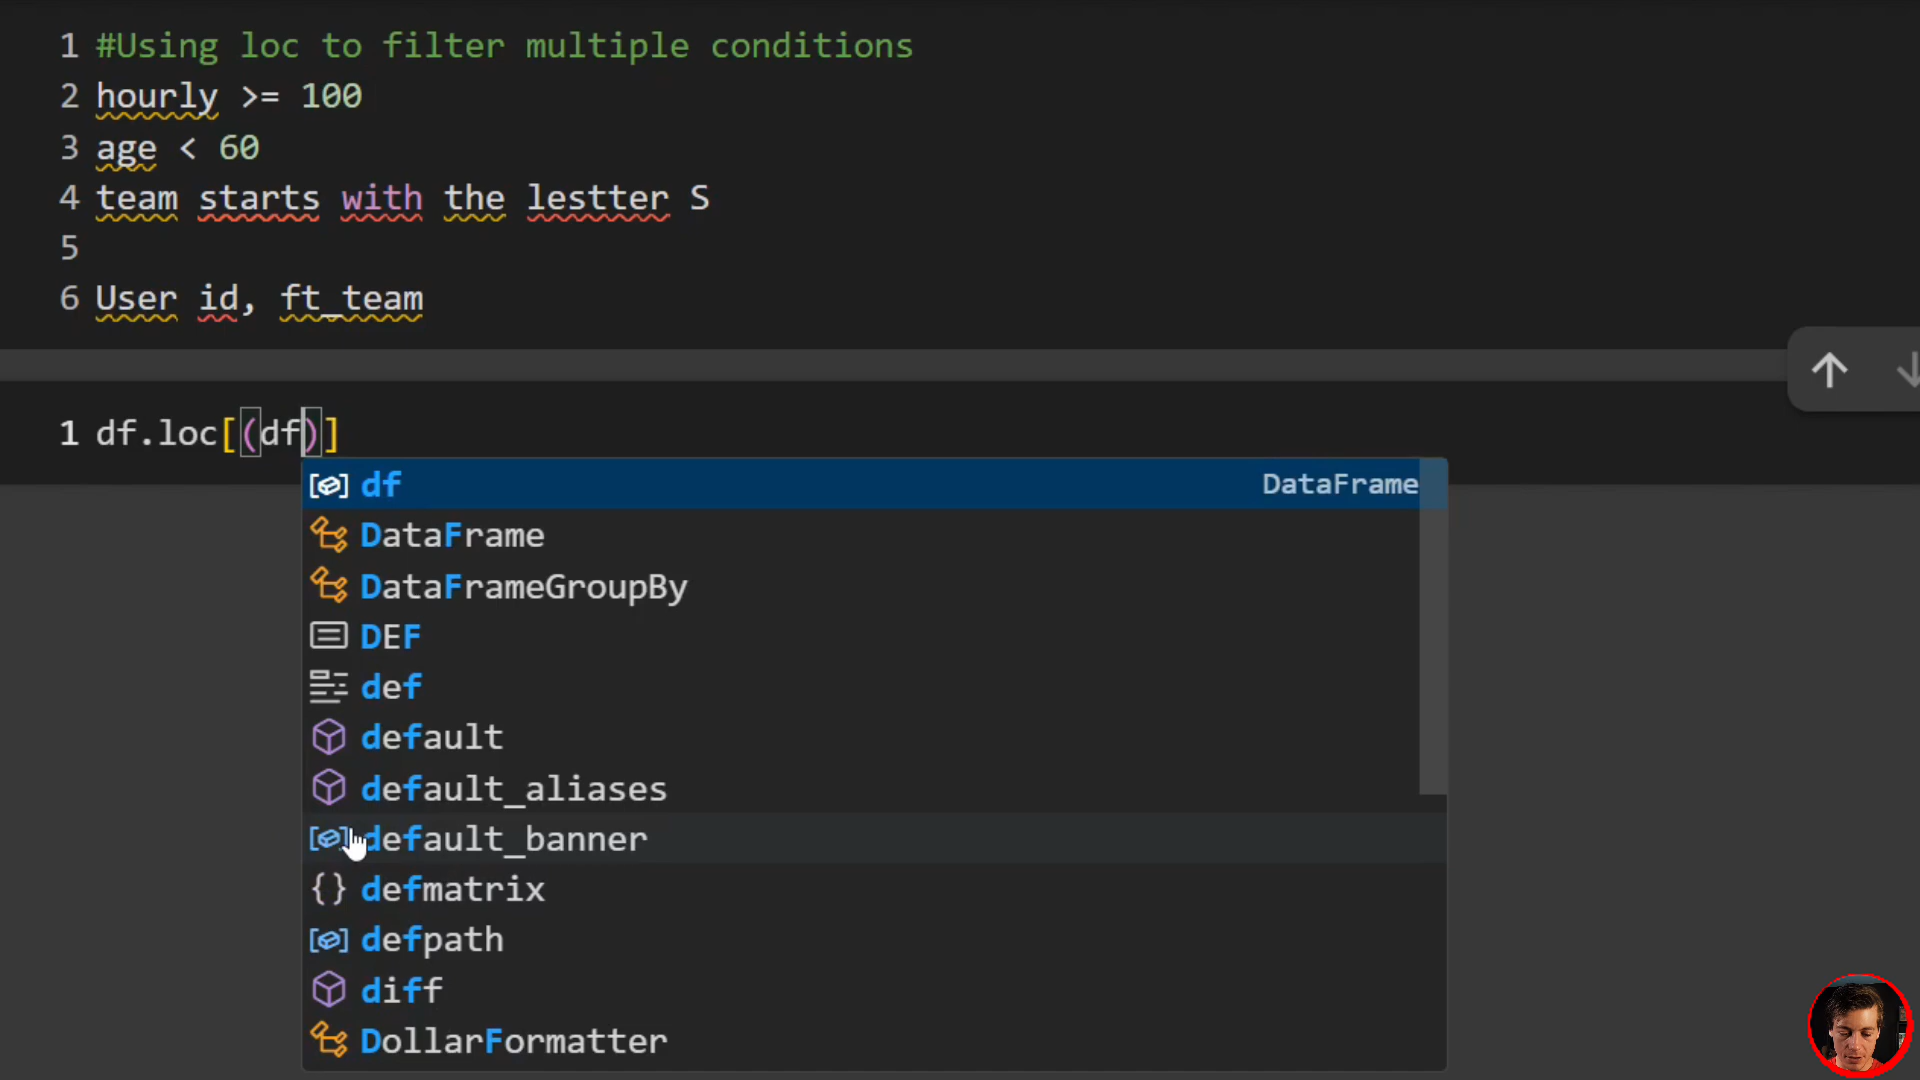 1 #Using loc to filter multiple conditions
2 hourly >= 100
3 age < 60
4 team starts with the lestter S
5
6 User id, ft_team
1 df.loc[(df)]
df DataFrame
DataFrame
DataFrameGroupBy
DEF
def
default
default_aliases
default_banner
defmatrix
defpath
diff
DollarFormatter